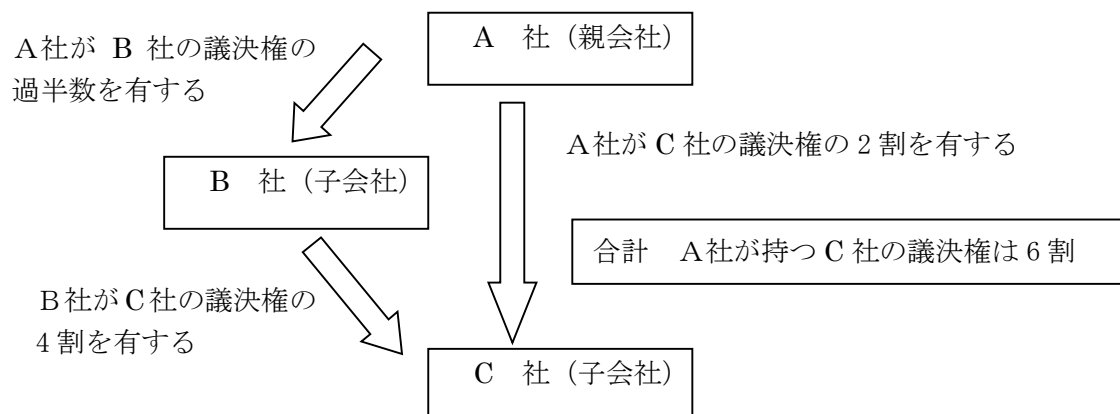 A 社（親会社）
A社が B 社の議決権の
過半数を有する
A社が C 社の議決権の 2 割を有する
B 社（子会社）
合計 A社が持つ C 社の議決権は 6 割
B社が C 社の議決権の
4 割を有する
C 社（子会社）